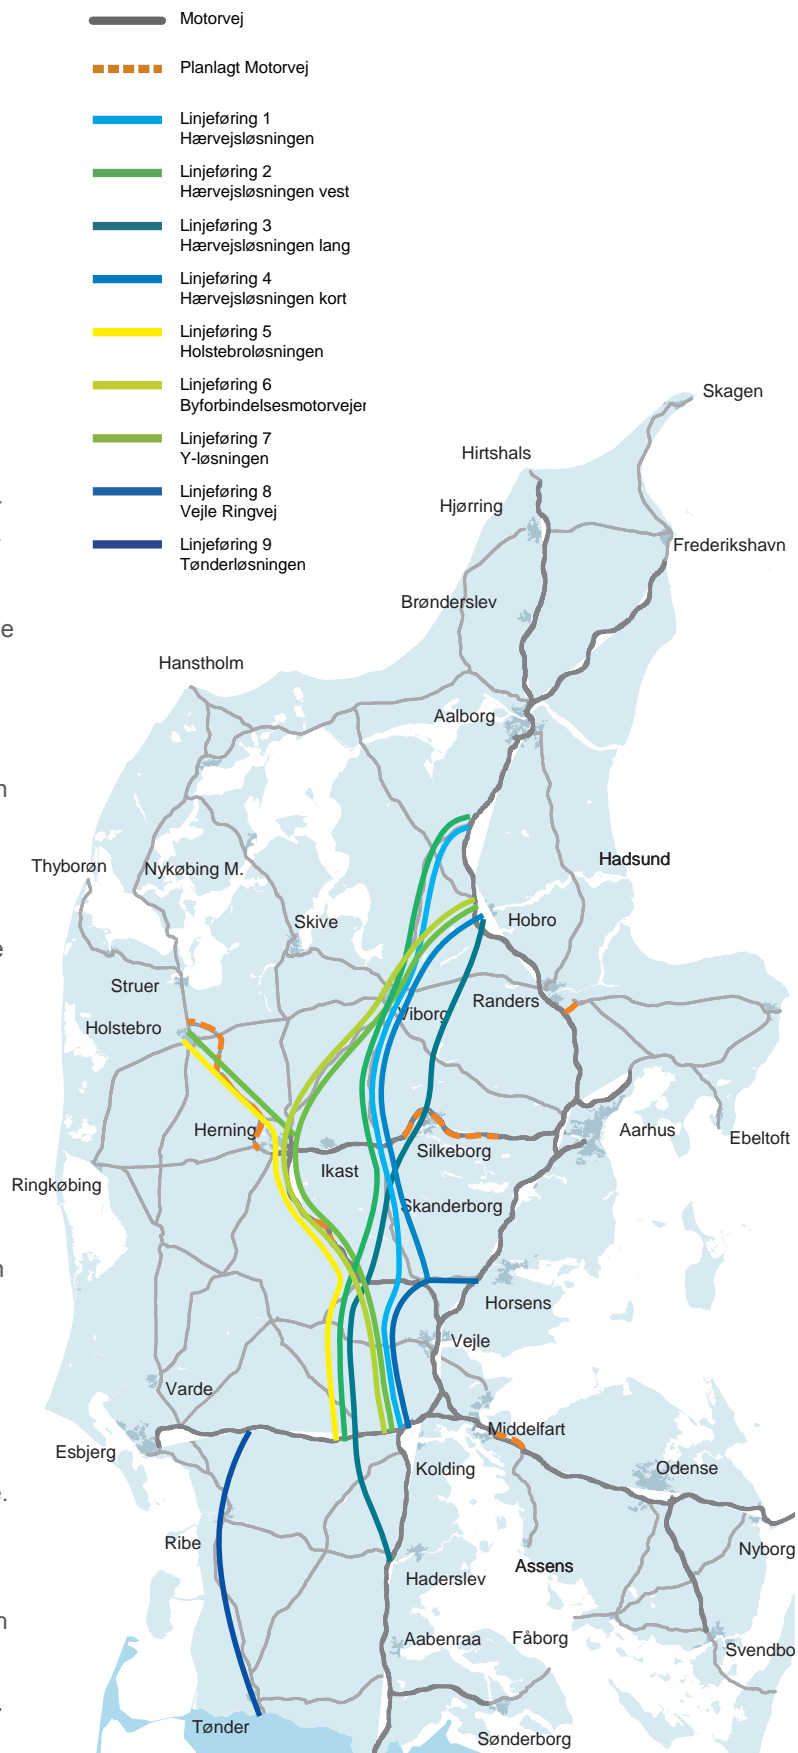 Motorvej
Planlagt Motorvej
Linjeføring 1
Hærvejsløsningen
Linjeføring 2
Hærvejsløsningen vest
Linjeføring 3
Hærvejsløsningen lang
Linjeføring 4
Hærvejsløsningen kort
Linjeføring 5
Holstebroløsningen
Linjeføring 6
Byforbindelsesmotorvejer
Linjeføring 7
Y-løsningen
Linjeføring 8
Vejle Ringvej
Linjeføring 9
Tønderløsningen
Skagen
Hirtshals
Hjørring
Frederikshavn
Brønderslev
e
Hanstholm
Aalborg
n
Hadsund
Thyborøn
Nykøbing M.
Skive
Hobro
e
Struer
Randers
Holstebro
Viborg
Herning
Aarhus
Ebeltoft
Silkeborg
Ikast
Ringkøbing
Skanderborg
n
Horsens
Vejle
Varde
Middelfart
Esbjerg
Kolding
Odense
e.
Ribe
Nyborg
Assens
Haderslev
n
Aabenraa
Fåborg
Svendbo
Tønder
Sønderborg